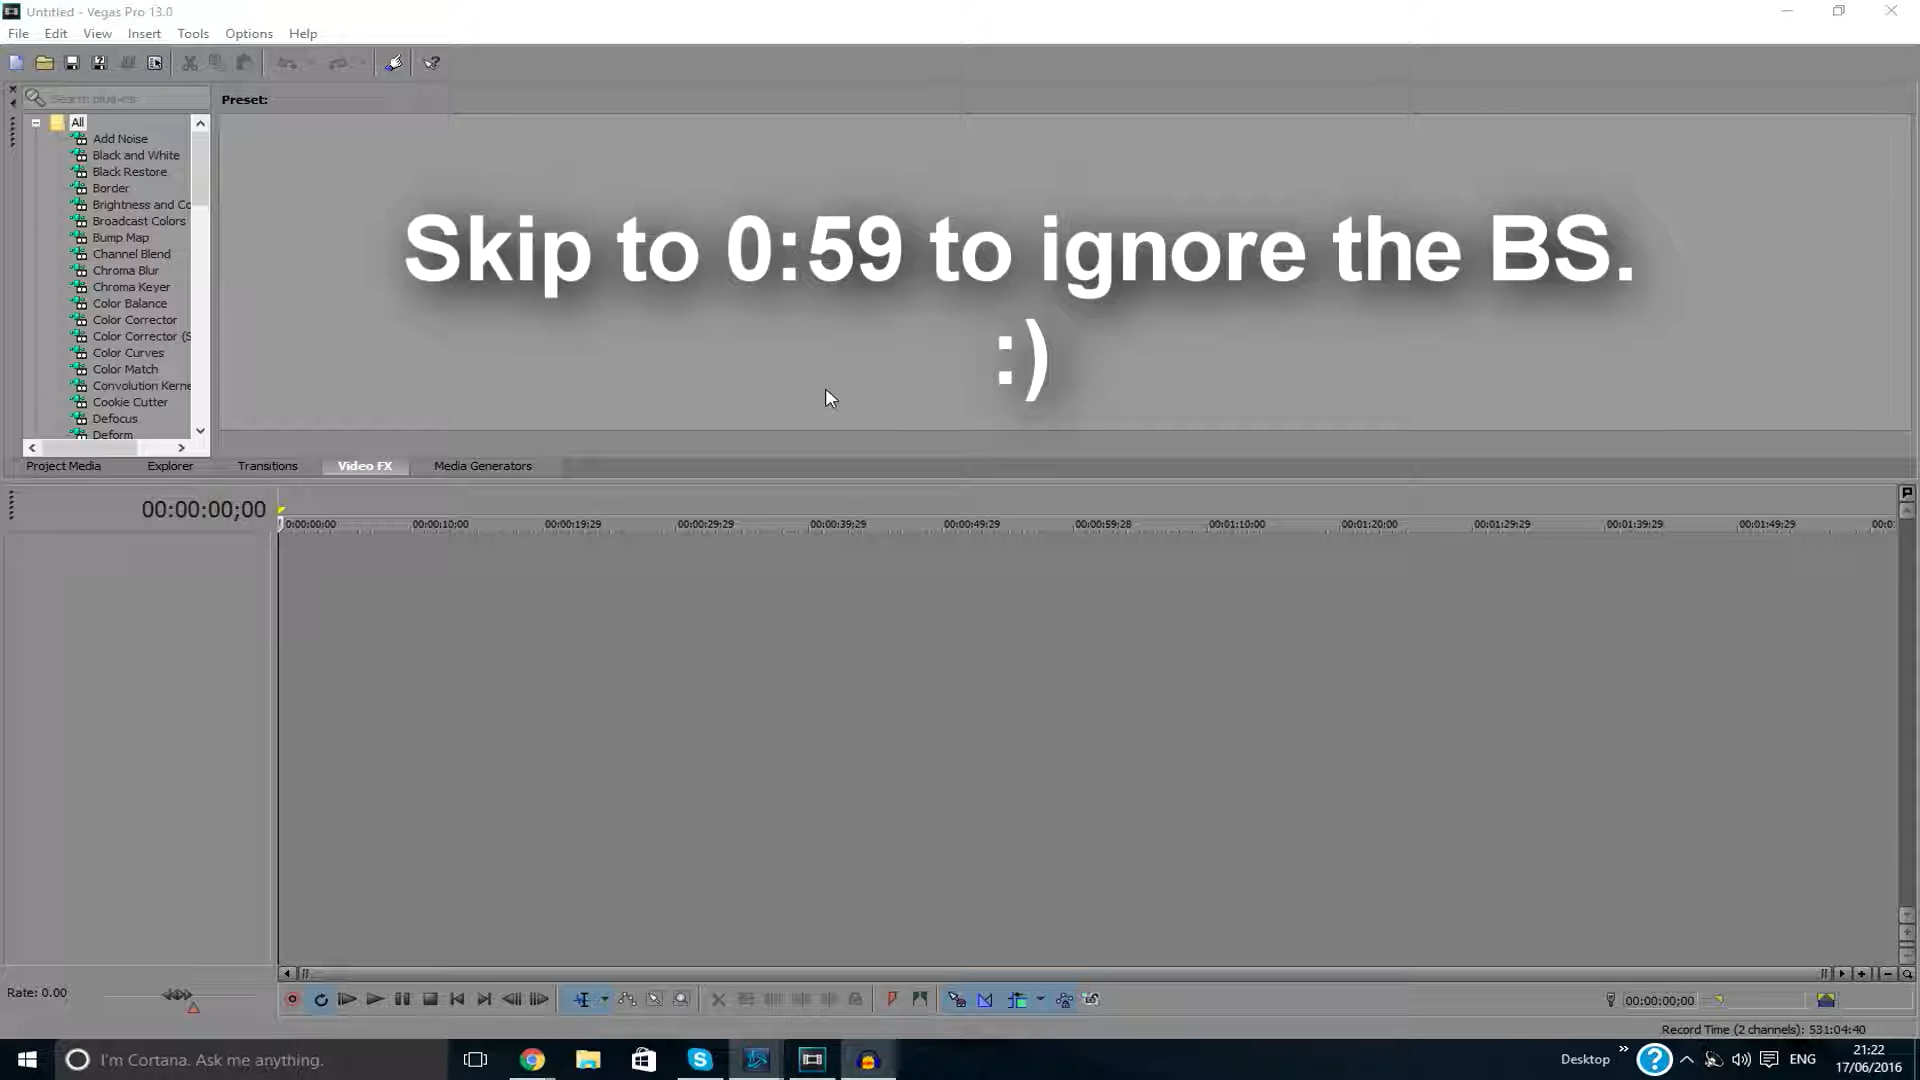 Untitled - Vegas Pro 13.0
File Edit View Insert Tools Options Help
Search plug-ins
Preset:
All
Add Noise
Black and White
Black Restore
Border
Brightness and Co
Broadcast Colors
Bump Map
Channel Blend
Chroma Blur
Chroma Keyer
Color Balance
Color Corrector
Color Corrector (S
Color Curves
Color Match
Convolution Kerne
Cookie Cutter
Defocus
Deform
Skip to 0:59 to ignore the BS.
:)
Project Media Explorer Transitions Video FX Media Generators
00:00:00;00
0:00:00;00 00:00:10;00 00:00:19;29 00:00:29;29 00:00:39;29 00:00:49;29 00:00:59;28 00:01:10;00 00:01:20;00 00:01:29;29 00:01:39;29 00:01:49;29 00:0
Rate: 0.00
00:00:00;00
Record Time (2 channels): 531:04:40
I'm Cortana. Ask me anything.
Desktop
ENG
21:22
17/06/2016